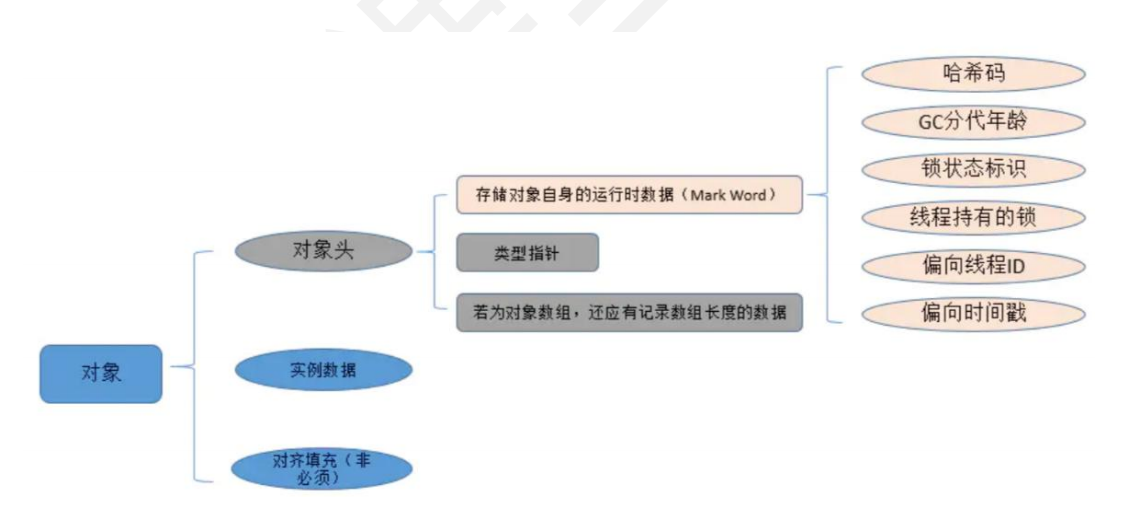 哈希码
GC分代年龄
锁状态标识
存储对象自身的运行时数据（Mark Word）
线程持有的锁
对象头
类型指针
偏向线程ID
若为对象数组，还应有记录数组长度的数据
偏向时间戳
对象
实例数据
对齐填充（非
必须）